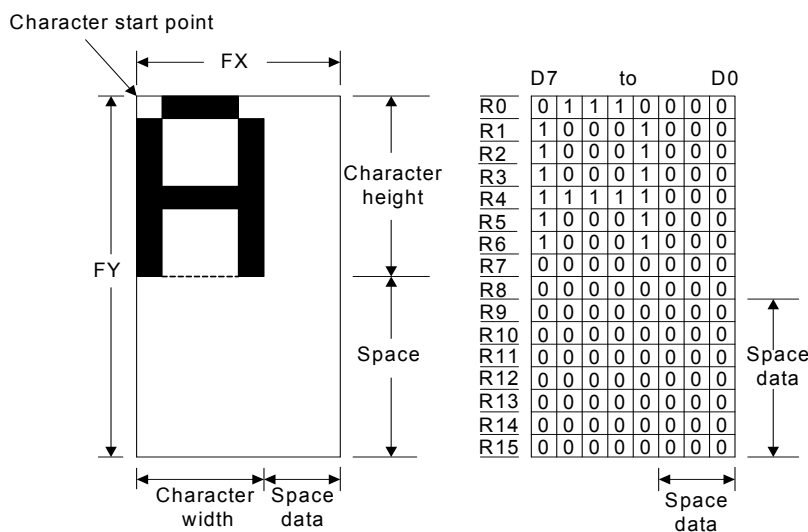 Character start point
FX
FY
Character
height
Space
Character
width
Space
data
D7 to D0
R0 0 1 1 1 0 0 0 0
R1 1 0 0 0 1 0 0 0
R2 1 0 0 0 1 0 0 0
R3 1 0 0 0 1 0 0 0
R4 1 1 1 1 1 0 0 0
R5 1 0 0 0 1 0 0 0
R6 1 0 0 0 1 0 0 0
R7 0 0 0 0 0 0 0 0
R8 0 0 0 0 0 0 0 0
R9 0 0 0 0 0 0 0 0
R10 0 0 0 0 0 0 0 0
R11 0 0 0 0 0 0 0 0
R12 0 0 0 0 0 0 0 0
R13 0 0 0 0 0 0 0 0
R14 0 0 0 0 0 0 0 0
R15 0 0 0 0 0 0 0 0
Space
data
Space
data